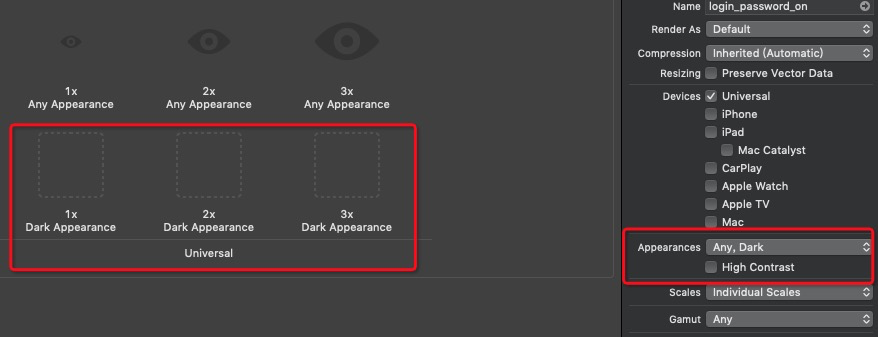 1x
Any Appearance
2x
Any Appearance
3x
Any Appearance
1x
Dark Appearance
2x
Dark Appearance
3x
Dark Appearance
Universal
Name login_password_on
Render As Default
Compression Inherited (Automatic)
Resizing Preserve Vector Data
Devices Universal
iPhone
iPad
Mac Catalyst
CarPlay
Apple Watch
Apple TV
Mac
Appearances Any, Dark
High Contrast
Scales Individual Scales
Gamut Any